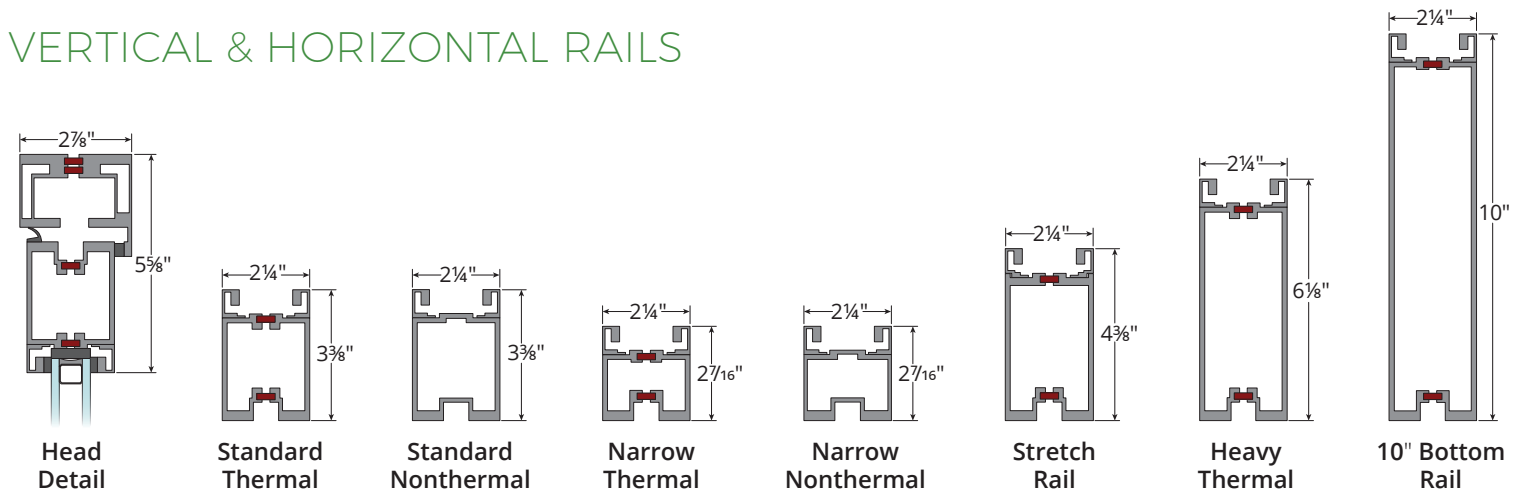 VERTICAL & HORIZONTAL RAILS
2⅞"
5⅝"
Head
Detail
2¼"
3⅜"
Standard
Thermal
2¼"
3⅜"
Standard
Nonthermal
2¼"
2⁷⁄₁₆"
Narrow
Thermal
2¼"
2⁷⁄₁₆"
Narrow
Nonthermal
2¼"
4⅜"
Stretch
Rail
2¼"
6⅛"
Heavy
Thermal
2¼"
10"
10" Bottom
Rail